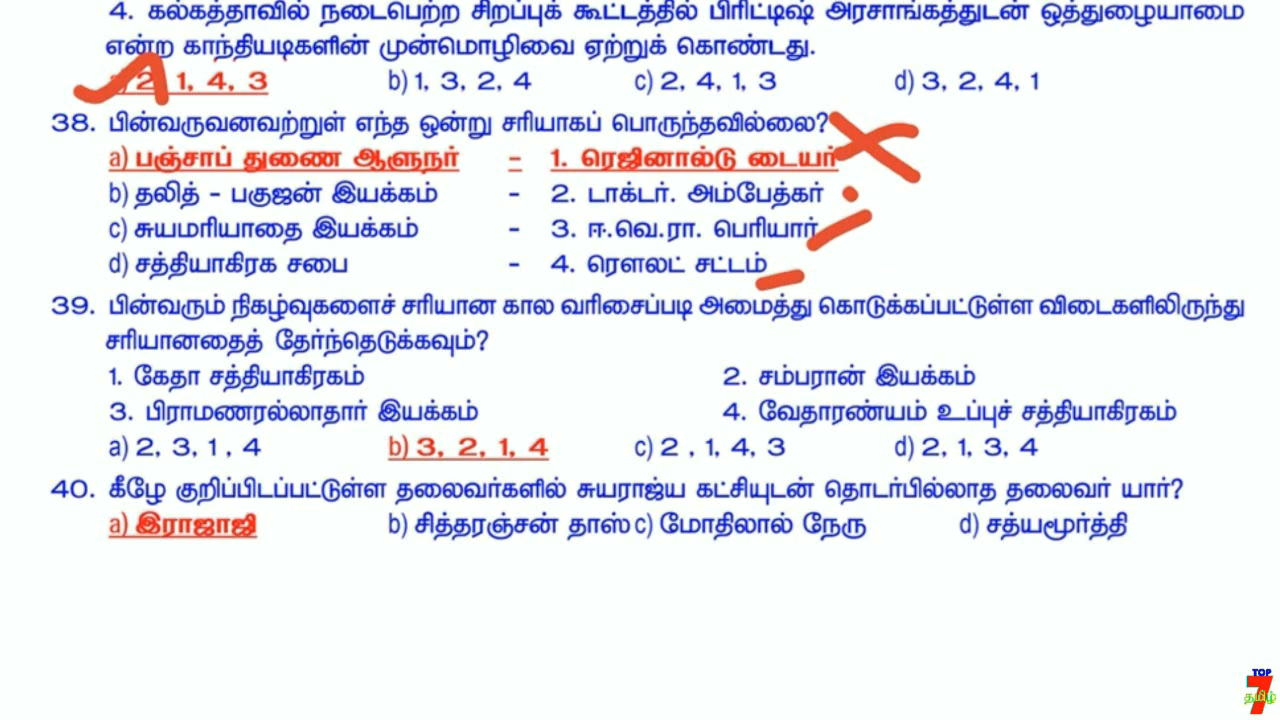 4. கல்கத்தாவில் நடைபெற்ற சிறப்புக் கூட்டத்தில் பிரிட்டிஷ் அரசாங்கத்துடன் ஒத்துழையாமை
என்ற காந்தியடிகளின் முன்மொழிவை ஏற்றுக் கொண்டது.
a) 2, 1, 4, 3 b) 1, 3, 2, 4 c) 2, 4, 1, 3 d) 3, 2, 4, 1
38. பின்வருவனவற்றுள் எந்த ஒன்று சரியாகப் பொருந்தவில்லை?
a) பஞ்சாப் துணை ஆளுநர் - 1. ரெஜினால்டு டையர்
b) தலித் - பகுஜன் இயக்கம் - 2. டாக்டர். அம்பேத்கர்
c) சுயமரியாதை இயக்கம் - 3. ஈ.வெ.ரா. பெரியார்
d) சத்தியாகிரக சபை - 4. ரௌலட் சட்டம்
39. பின்வரும் நிகழ்வுகளைச் சரியான கால வரிசைப்படி அமைத்து கொடுக்கப்பட்டுள்ள விடைகளிலிருந்து
சரியானதைத் தேர்ந்தெடுக்கவும்?
1. கேதா சத்தியாகிரகம் 2. சம்பரான் இயக்கம்
3. பிராமணரல்லாதார் இயக்கம் 4. வேதாரண்யம் உப்புச் சத்தியாகிரகம்
a) 2, 3, 1 , 4 b) 3, 2, 1, 4 c) 2 , 1, 4, 3 d) 2, 1, 3, 4
40. கீழே குறிப்பிடப்பட்டுள்ள தலைவர்களில் சுயராஜ்ய கட்சியுடன் தொடர்பில்லாத தலைவர் யார்?
a) இராஜாஜி b) சித்தரஞ்சன் தாஸ் c) மோதிலால் நேரு d) சத்யமூர்த்தி
TOP
7
தமிழ்